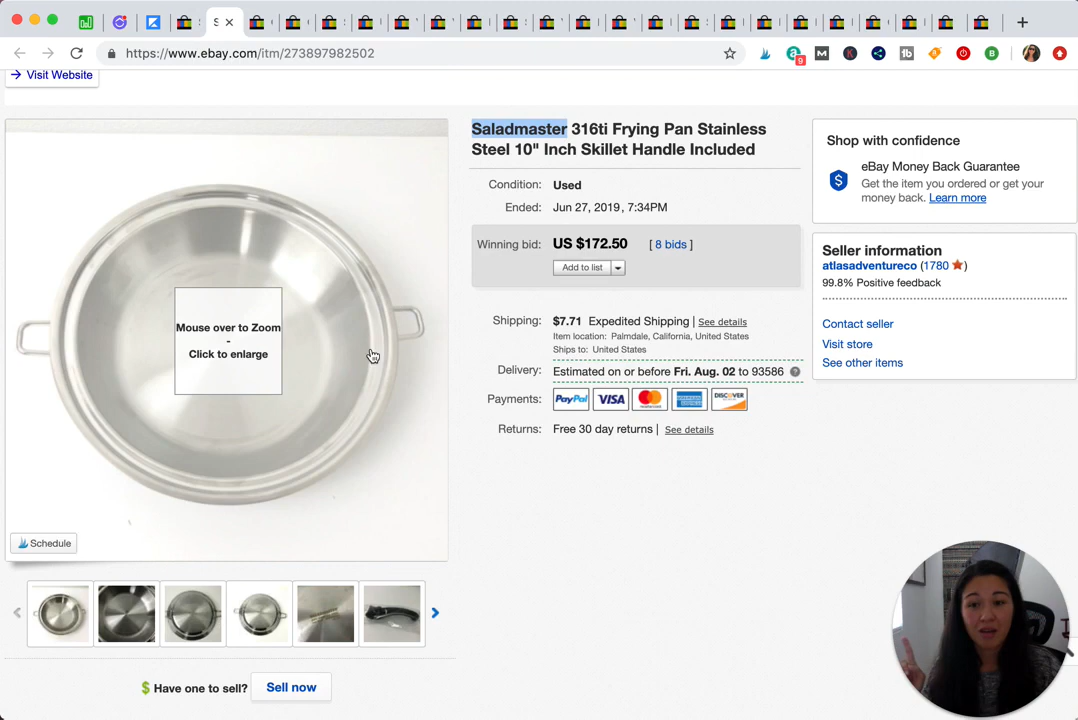 https://www.ebay.com/itm/273897982502
9
→ Visit Website
Saladmaster 316ti Frying Pan Stainless
Steel 10" Inch Skillet Handle Included
Condition: Used
Ended: Jun 27, 2019 , 7:34PM
Winning bid: US $172.50 [ 8 bids ]
Add to list
Shipping: $7.71 Expedited Shipping | See details
Item location: Palmdale, California, United States
Ships to: United States
Delivery: Estimated on or before Fri. Aug. 02 to 93586
Payments: PayPal VISA mastercard AMERICAN EXPRESS DISCOVER
Returns: Free 30 day returns | See details
Shop with confidence
eBay Money Back Guarantee
Get the item you ordered or get your
money back. Learn more
Seller information
atlasadventureco (1780 ★)
99.8% Positive feedback
Contact seller
Visit store
See other items
Mouse over to Zoom
-
Click to enlarge
Schedule
$ Have one to sell? Sell now